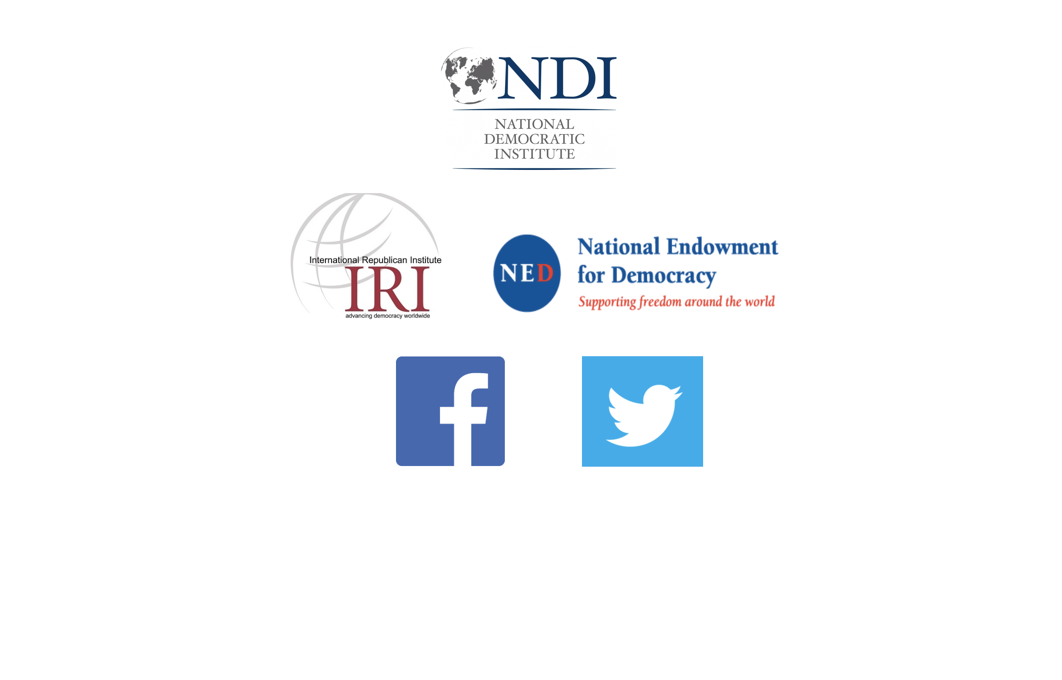 NDI
NATIONAL
DEMOCRATIC
INSTITUTE
International Republican Institute
IRI
advancing democracy worldwide
NED
National Endowment
for Democracy
Supporting freedom around the world
f